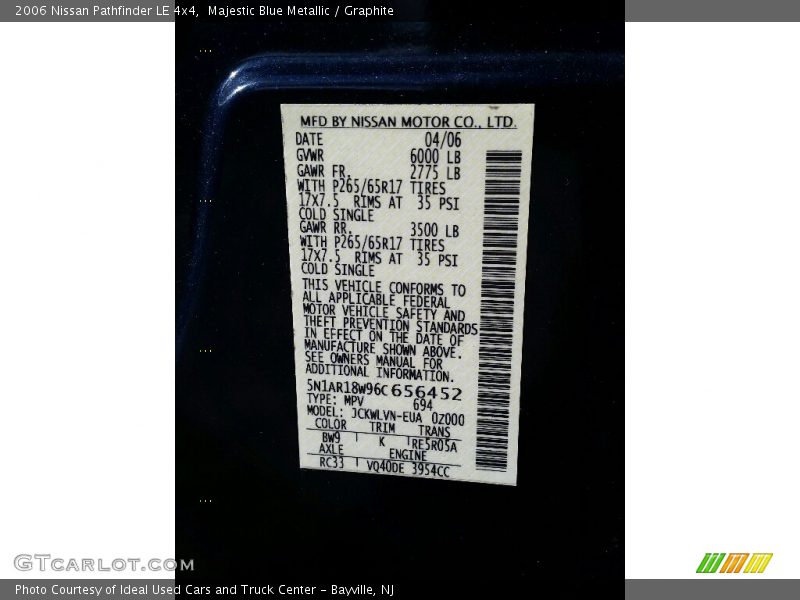 2006 Nissan Pathfinder LE 4x4,  Majestic Blue Metallic / Graphite
MFD BY NISSAN MOTOR CO., LTD.
DATE 04/06
GVWR 6000 LB
GAWR FR. 2775 LB
WITH P265/65R17 TIRES
17X7.5 RIMS AT 35 PSI
COLD SINGLE
GAWR RR. 3500 LB
WITH P265/65R17 TIRES
17X7.5 RIMS AT 35 PSI
COLD SINGLE
THIS VEHICLE CONFORMS TO
ALL APPLICABLE FEDERAL
MOTOR VEHICLE SAFETY AND
THEFT PREVENTION STANDARDS
IN EFFECT ON THE DATE OF
MANUFACTURE SHOWN ABOVE.
SEE OWNERS MANUAL FOR
ADDITIONAL INFORMATION.
5N1AR18W96C656452
TYPE: MPV 694
MODEL: JCKWLVN-EUA 0Z000
COLOR TRIM TRANS
BW9 K RE5R05A
AXLE ENGINE
RC33 VQ40DE 3954CC
GTCARLOT.COM
Photo Courtesy of Ideal Used Cars and Truck Center - Bayville, NJ